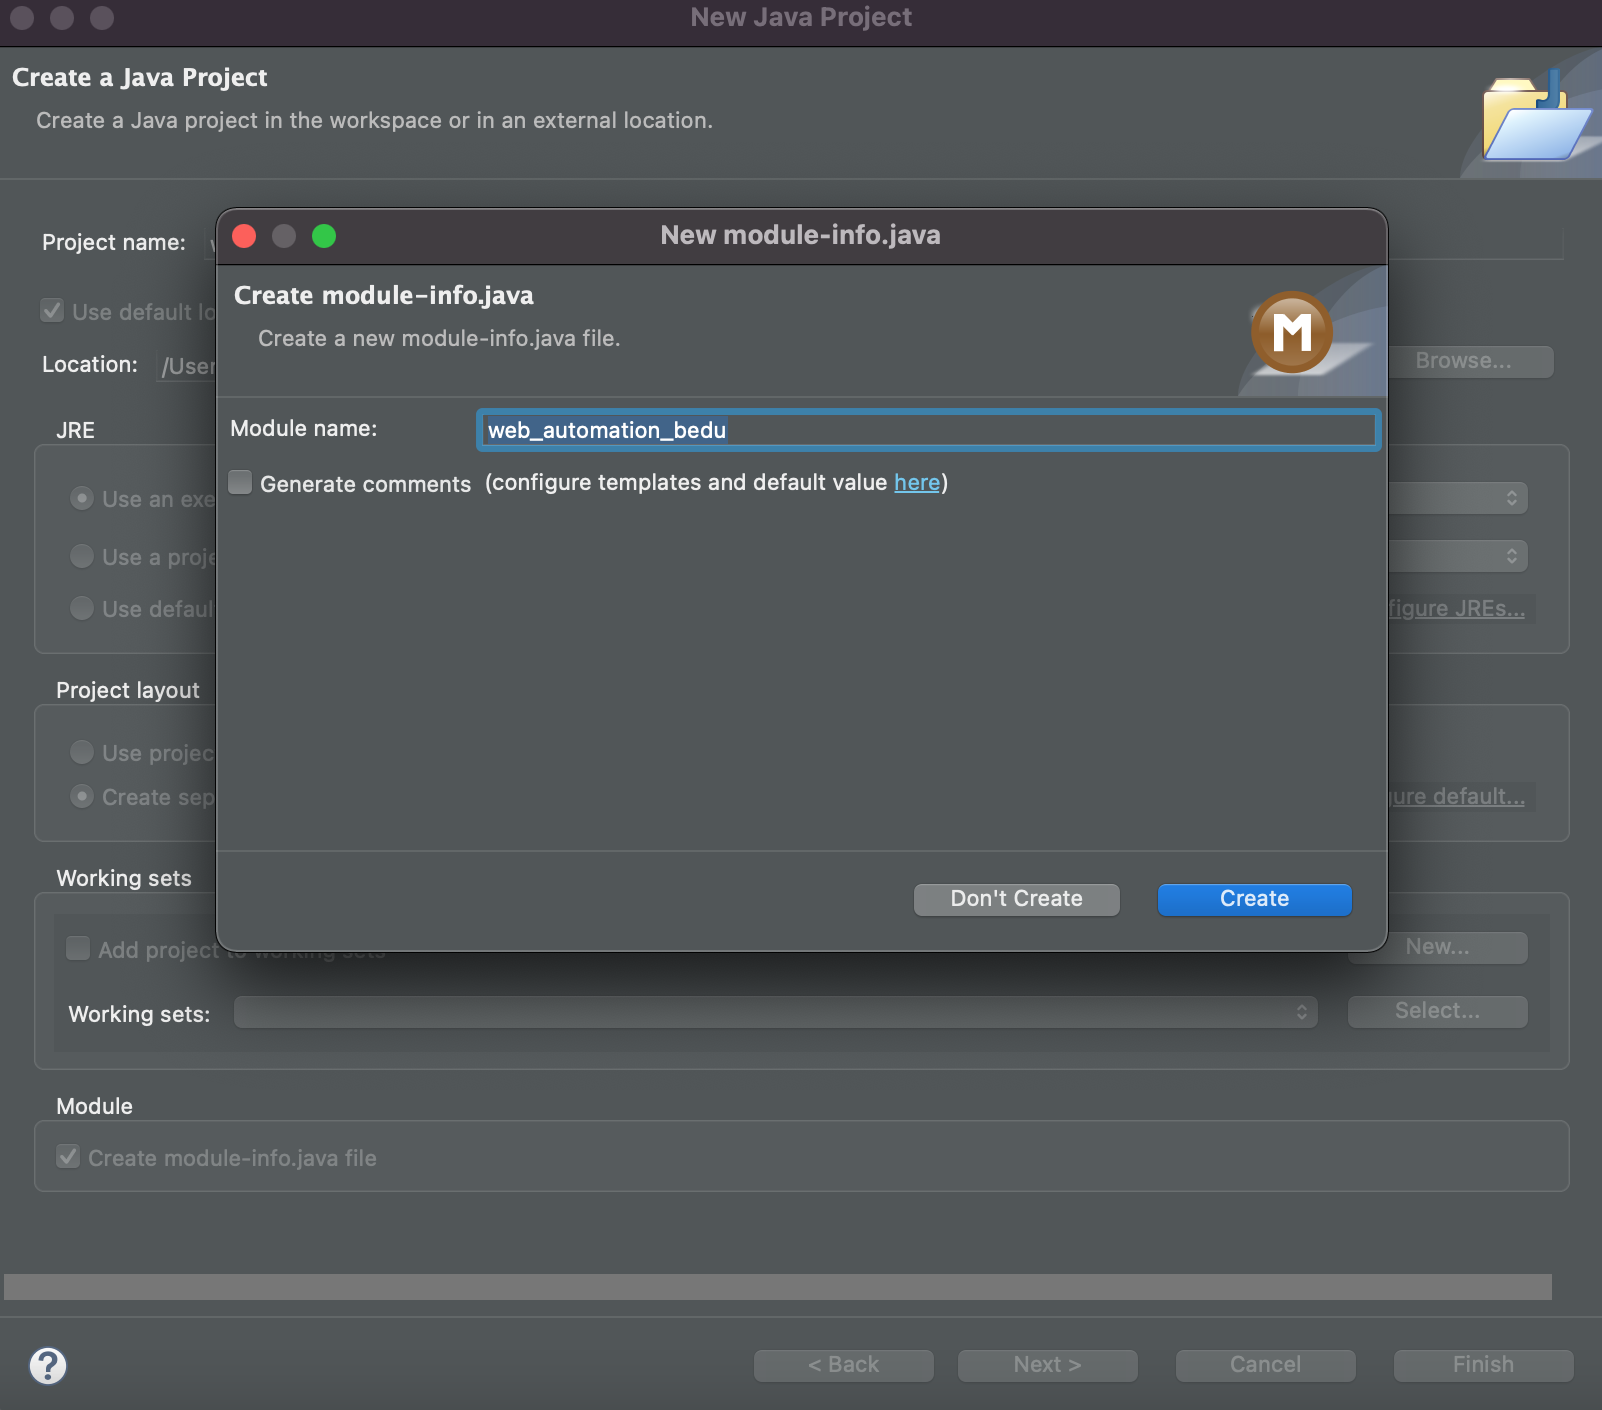 New Java Project
Create a Java Project
Create a Java project in the workspace or in an external location.
Project name:
Use default lo
Location: /User
Browse...
JRE
Use an exe
Use a proje
Use defaul
figure JREs...
Project layout
Use projec
Create sep
gure default...
Working sets
Add project to working sets
New...
Working sets:
Select...
Module
Create module-info.java file
New module-info.java
Create module-info.java
Create a new module-info.java file.
M
Module name: web_automation_bedu
Generate comments (configure templates and default value here)
Don't Create
Create
?
< Back
Next >
Cancel
Finish